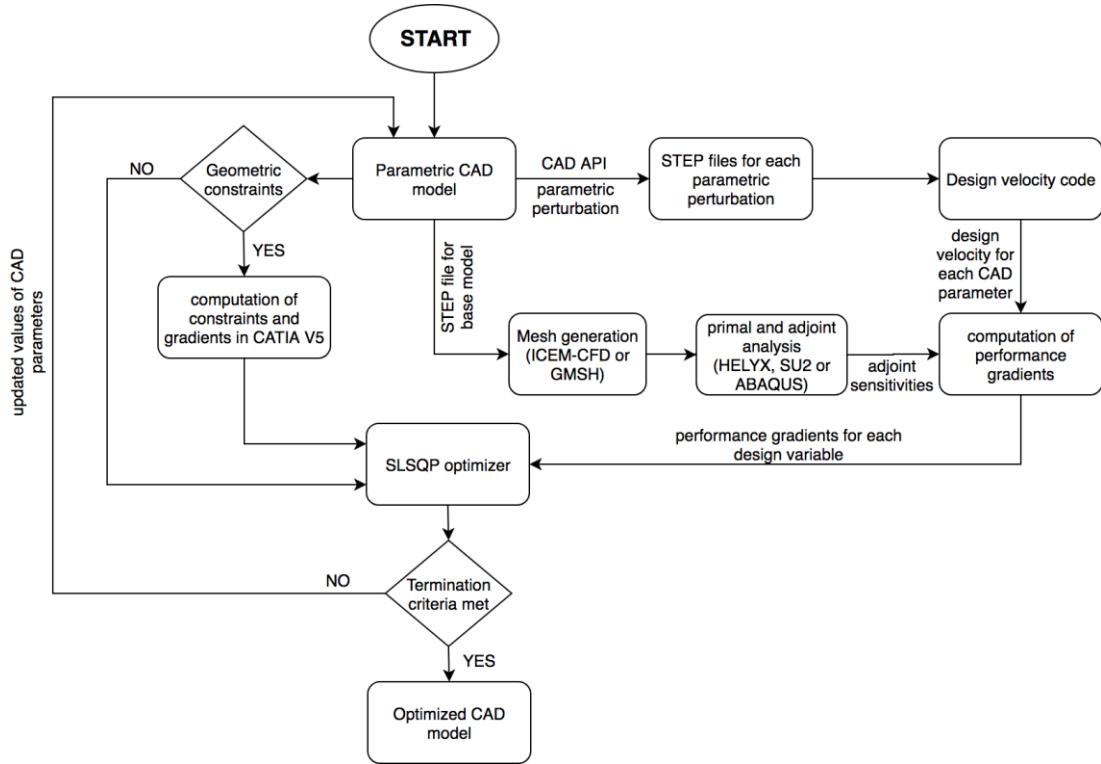 START
NO
Geometric
constraints
Parametric CAD
model
CAD API
parametric
perturbation
STEP files for each
parametric
perturbation
Design velocity code
YES
STEP file for
base model
design
velocity for
each CAD
parameter
updated values of CAD
parameters
computation of
constraints and
gradients in CATIA V5
Mesh generation
(ICEM-CFD or
GMSH)
primal and adjoint
analysis
(HELYX, SU2 or
ABAQUS)
adjoint
sensitivities
computation of
performance
gradients
SLSQP optimizer
performance gradients for each
design variable
NO
Termination
criteria met
YES
Optimized CAD
model